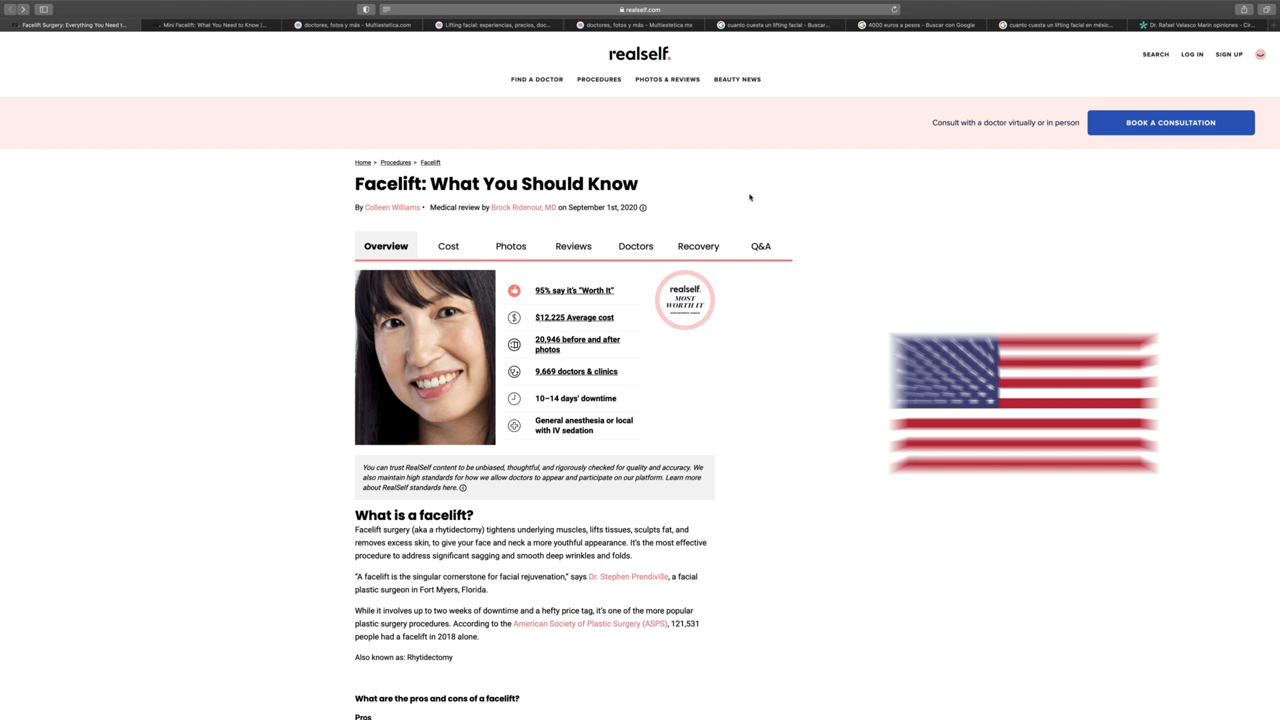 realself.com
Facelift Surgery: Everything You Need t...
Mini Facelift: What You Need to Know |...
doctores, fotos y más - Multiestetica.com
Lifting facial: experiencias, precios, doc...
doctores, fotos y más - Multiestetica.mx
cuanto cuesta un lifting facial - Buscar...
4000 euros a pesos - Buscar con Google
cuanto cuesta un lifting facial en méxic...
Dr. Rafael Velasco Marín opiniones - Cir...
realself.
SEARCH LOG IN SIGN UP
FIND A DOCTOR PROCEDURES PHOTOS & REVIEWS BEAUTY NEWS
Consult with a doctor virtually or in person BOOK A CONSULTATION
Home > Procedures > Facelift
Facelift: What You Should Know
By Colleen Williams • Medical review by Brock Ridenour, MD on September 1st, 2020
Overview Cost Photos Reviews Doctors Recovery Q&A
95% say it's "Worth It"
$12,225 Average cost
20,946 before and after
photos
9,669 doctors & clinics
10–14 days' downtime
General anesthesia or local
with IV sedation
realself.
MOST
WORTH IT
You can trust RealSelf content to be unbiased, thoughtful, and rigorously checked for quality and accuracy. We
also maintain high standards for how we allow doctors to appear and participate on our platform. Learn more
about RealSelf standards here.
What is a facelift?
Facelift surgery (aka a rhytidectomy) tightens underlying muscles, lifts tissues, sculpts fat, and
removes excess skin, to give your face and neck a more youthful appearance. It's the most effective
procedure to address significant sagging and smooth deep wrinkles and folds.
"A facelift is the singular cornerstone for facial rejuvenation," says Dr. Stephen Prendiville, a facial
plastic surgeon in Fort Myers, Florida.
While it involves up to two weeks of downtime and a hefty price tag, it's one of the more popular
plastic surgery procedures. According to the American Society of Plastic Surgery (ASPS), 121,531
people had a facelift in 2018 alone.
Also known as: Rhytidectomy
What are the pros and cons of a facelift?
Pros